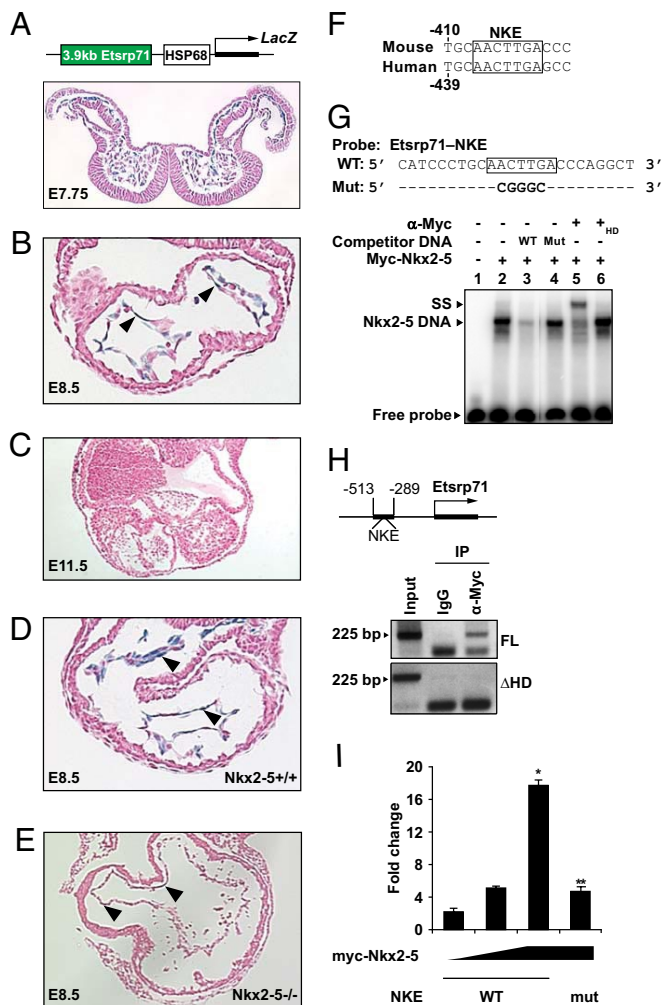 A
LacZ
3.9kb Etsrp71
HSP68
E7.75
B
E8.5
C
E11.5
D
E8.5
Nkx2-5+/+
E
E8.5
Nkx2-5-/-
F
-410
NKE
Mouse TGCAACTTGACCC
Human TGCAACTTGAGCC
-439
G
Probe: Etsrp71–NKE
WT: 5′ CATCCCTGCAACTTGACCCAGGCT 3′
Mut: 5′ ----------CGGGC--------- 3′
α-Myc - - - - + +HD
Competitor DNA - - WT Mut - -
Myc-Nkx2-5 - + + + + +
1 2 3 4 5 6
SS
Nkx2-5 DNA
Free probe
H
-513 -289 Etsrp71
NKE
IP
Input IgG α-Myc
225 bp FL
225 bp ΔHD
I
20
16
12
8
4
0
Fold change
*
**
myc-Nkx2-5
NKE WT mut